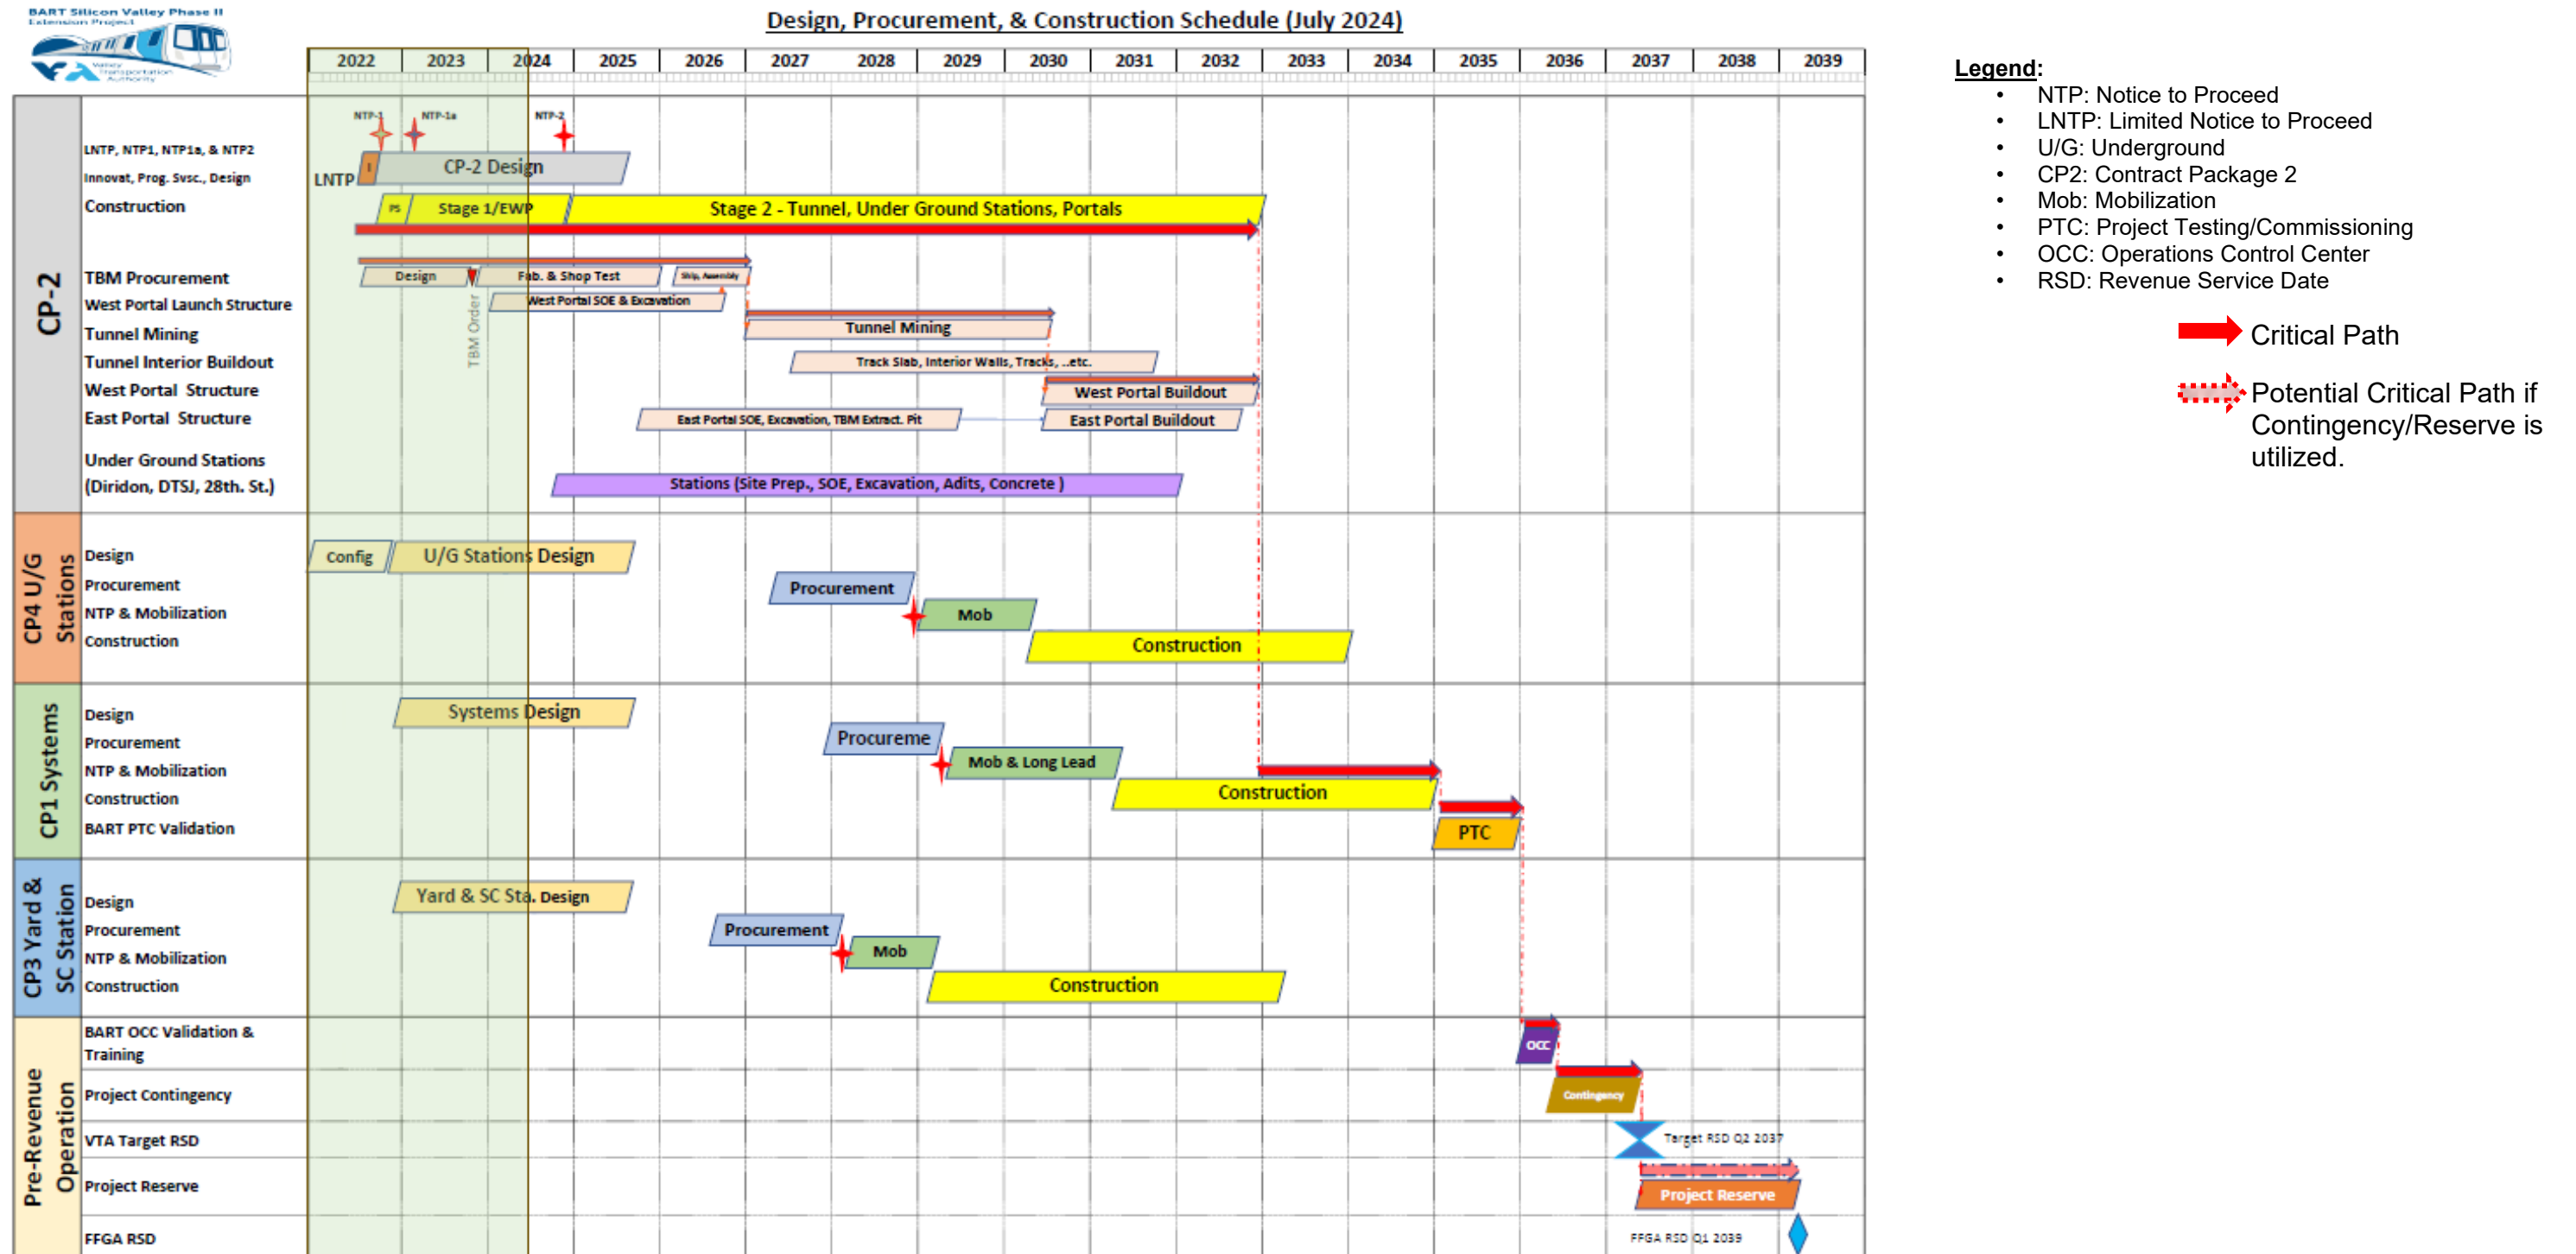 BART Silicon Valley Phase II
Extension Project
Valley
Transportation
Authority
Design, Procurement, & Construction Schedule (July 2024)
2022 2023 2024 2025 2026 2027 2028 2029 2030 2031 2032 2033 2034 2035 2036 2037 2038 2039
CP-2
NTP-1 NTP-1a NTP-2
LNTP, NTP1, NTP1a, & NTP2
Innovat, Prog. Svsc., Design
LNTP I CP-2 Design
Construction
PS Stage 1/EWP Stage 2 - Tunnel, Under Ground Stations, Portals
TBM Procurement
Design Fab. & Shop Test Ship, Assembly
TBM Order
West Portal Launch Structure
West Portal SOE & Excavation
Tunnel Mining
Tunnel Mining
Tunnel Interior Buildout
Track Slab, Interior Walls, Tracks, ..etc.
West Portal Structure
West Portal Buildout
East Portal Structure
East Portal SOE, Excavation, TBM Extract. Pit East Portal Buildout
Under Ground Stations
(Diridon, DTSJ, 28th. St.)
Stations (Site Prep., SOE, Excavation, Adits, Concrete )
CP4 U/G
Stations
Design
Config U/G Stations Design
Procurement
Procurement
NTP & Mobilization
Mob
Construction
Construction
CP1 Systems
Design
Systems Design
Procurement
Procureme
NTP & Mobilization
Mob & Long Lead
Construction
Construction
BART PTC Validation
PTC
CP3 Yard &
SC Station
Design
Yard & SC Sta. Design
Procurement
Procurement
NTP & Mobilization
Mob
Construction
Construction
Pre-Revenue
Operation
BART OCC Validation &
Training
OCC
Project Contingency
Contingency
VTA Target RSD
Target RSD Q2 2037
Project Reserve
Project Reserve
FFGA RSD
FFGA RSD Q1 2039
Legend:
• NTP: Notice to Proceed
• LNTP: Limited Notice to Proceed
• U/G: Underground
• CP2: Contract Package 2
• Mob: Mobilization
• PTC: Project Testing/Commissioning
• OCC: Operations Control Center
• RSD: Revenue Service Date
Critical Path
Potential Critical Path if
Contingency/Reserve is
utilized.